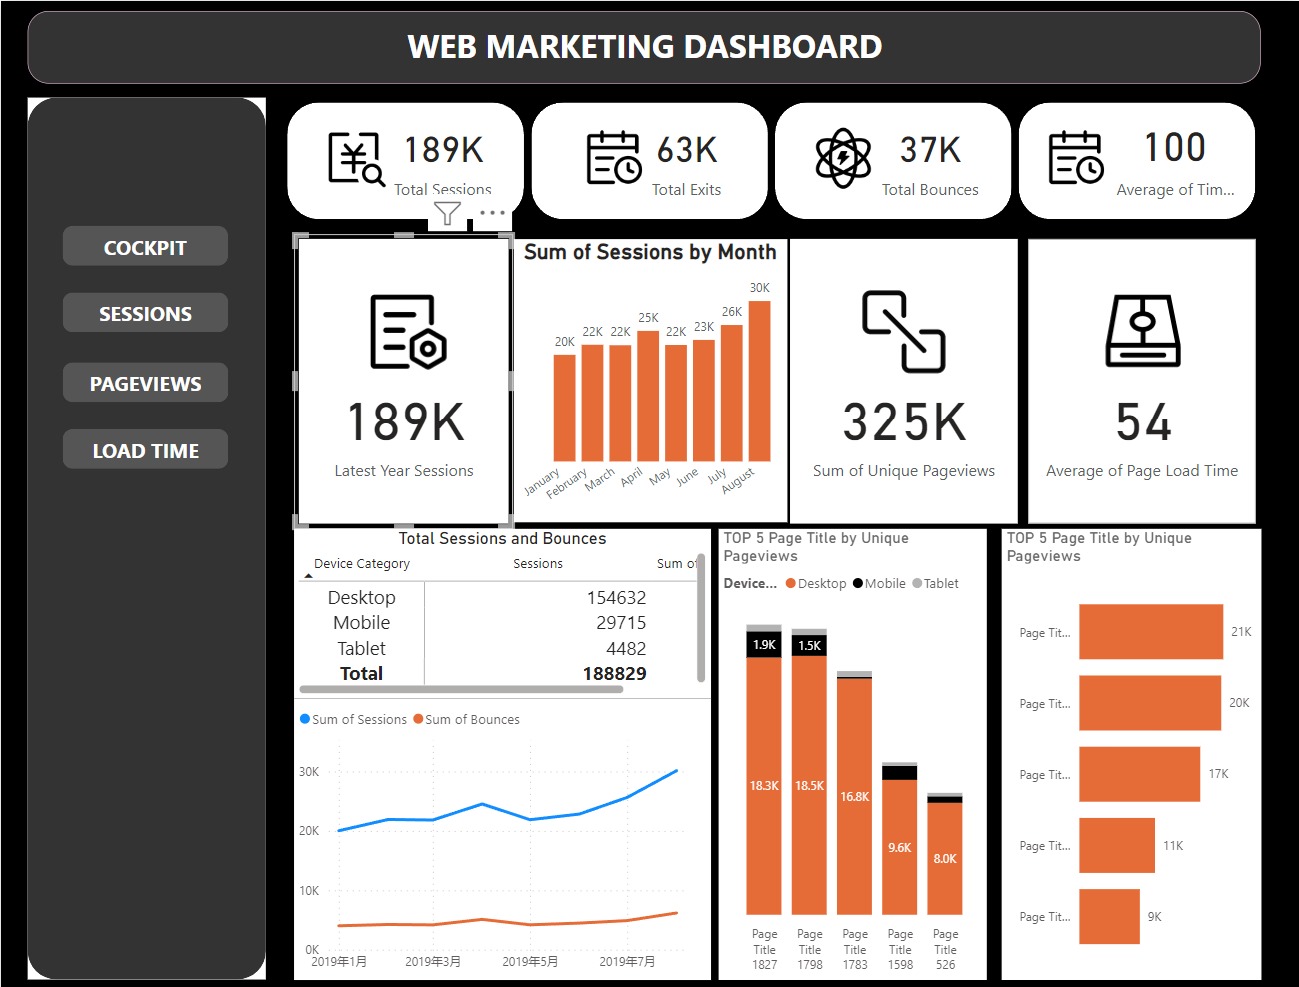 WEB MARKETING DASHBOARD
COCKPIT
SESSIONS
PAGEVIEWS
LOAD TIME
189K
Total Sessions
63K
Total Exits
37K
Total Bounces
100
Average of Tim...
189K
Latest Year Sessions
Sum of Sessions by Month
20K
22K
22K
25K
22K
23K
26K
30K
January
February
March
April
May
June
July
August
325K
Sum of Unique Pageviews
54
Average of Page Load Time
Total Sessions and Bounces
Device Category Sessions Sum of
Desktop 154632
Mobile 29715
Tablet 4482
Total 188829
Sum of Sessions Sum of Bounces
30K
20K
10K
0K
2019年1月 2019年3月 2019年5月 2019年7月
TOP 5 Page Title by Unique
Pageviews
Device... Desktop Mobile Tablet
1.9K
1.5K
18.3K
18.5K
16.8K
9.6K
8.0K
Page
Title
1827
Page
Title
1798
Page
Title
1783
Page
Title
1598
Page
Title
526
TOP 5 Page Title by Unique
Pageviews
Page Tit... 21K
Page Tit... 20K
Page Tit... 17K
Page Tit... 11K
Page Tit... 9K